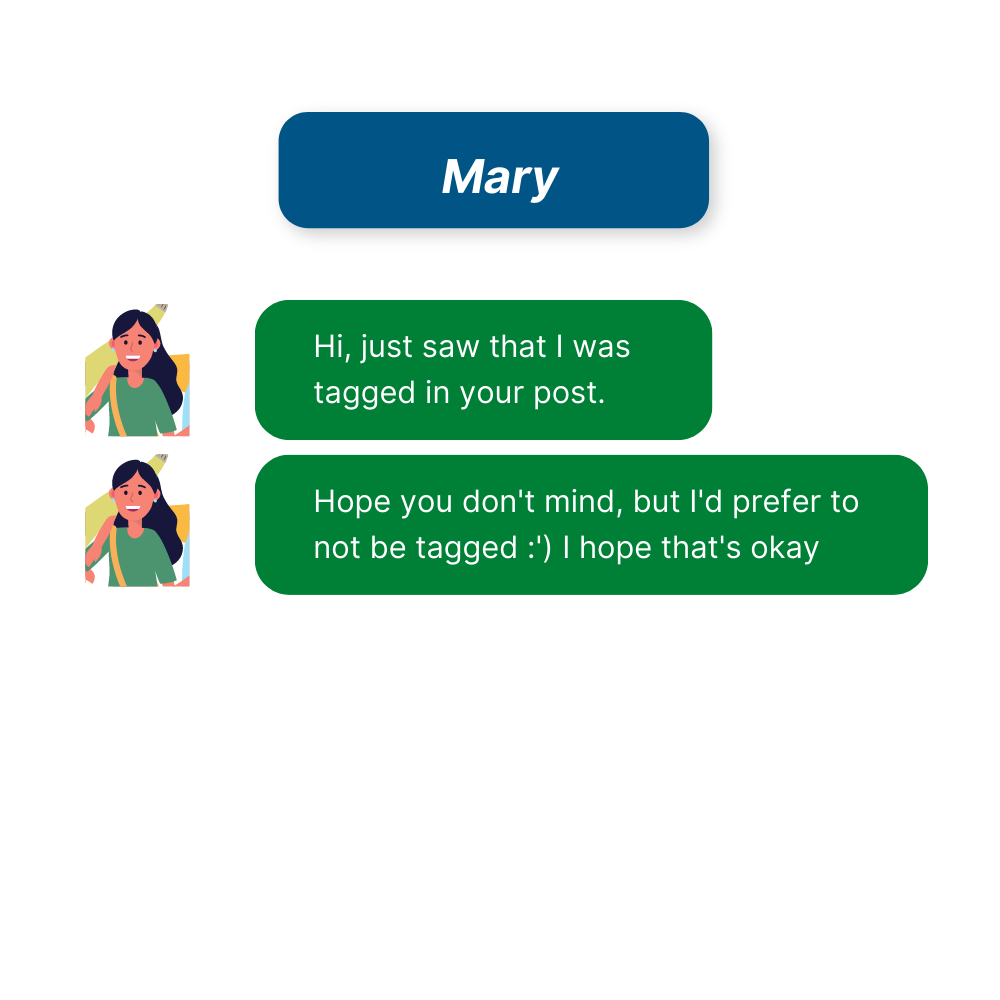 Mary
Hi, just saw that I was
tagged in your post.
Hope you don't mind, but I'd prefer to
not be tagged :') I hope that's okay